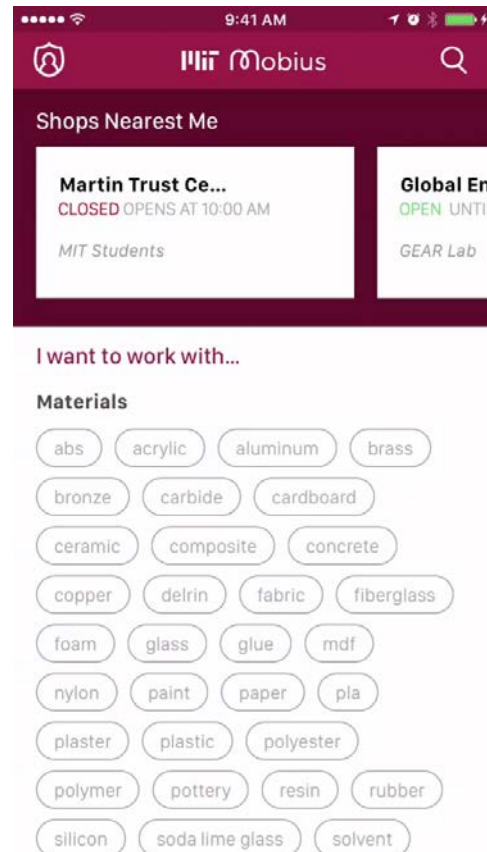 9:41 AM
MIT Mobius
Shops Nearest Me
Martin Trust Ce...
CLOSED OPENS AT 10:00 AM
MIT Students
Global En
OPEN UNTI
GEAR Lab
I want to work with...
Materials
abs acrylic aluminum brass
bronze carbide cardboard
ceramic composite concrete
copper delrin fabric fiberglass
foam glass glue mdf
nylon paint paper pla
plaster plastic polyester
polymer pottery resin rubber
silicon soda lime glass solvent